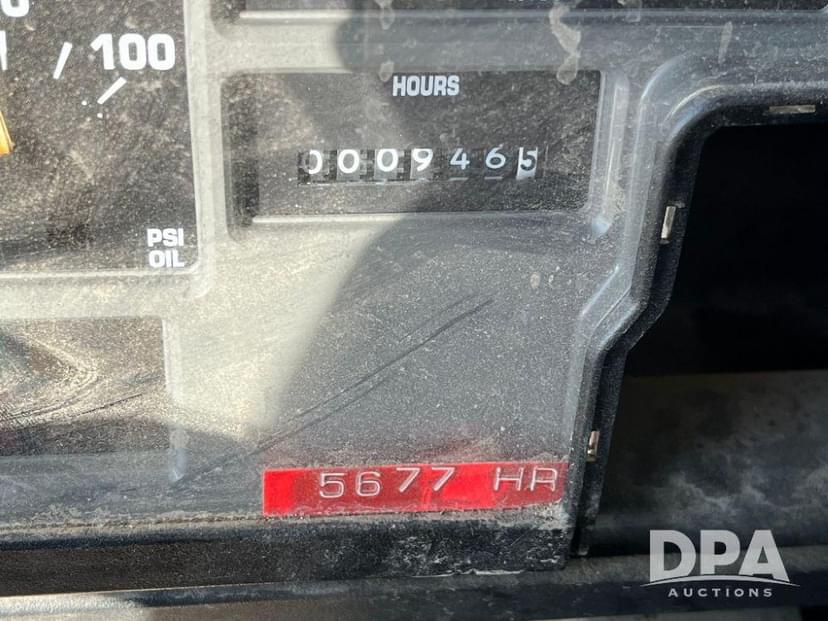 / 100
HOURS
0009465
PSI
OIL
5677 HR
DPA
AUCTIONS